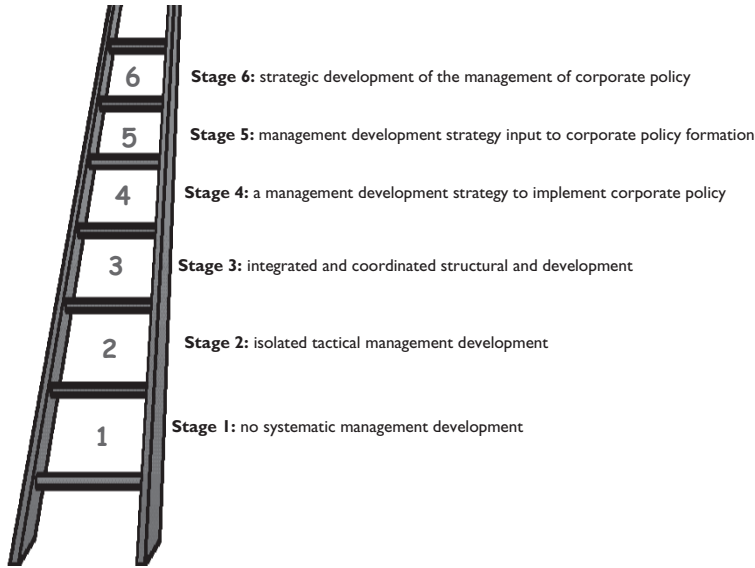 6
Stage 6: strategic development of the management of corporate policy
5
Stage 5: management development strategy input to corporate policy formation
4
Stage 4: a management development strategy to implement corporate policy
3
Stage 3: integrated and coordinated structural and development
2
Stage 2: isolated tactical management development
1
Stage 1: no systematic management development